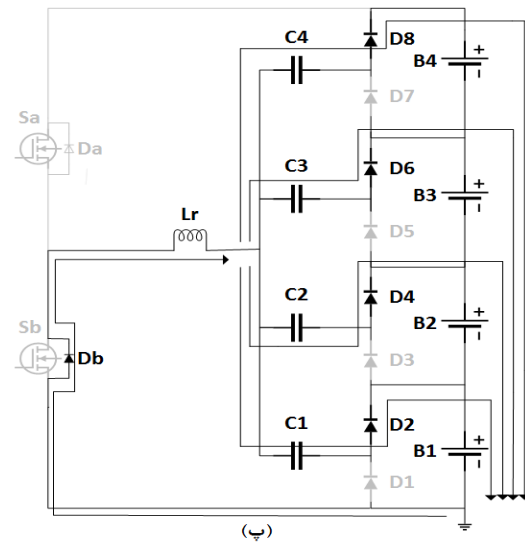 C4
D8
B4
+
-
D7
Sa
Da
C3
D6
B3
+
-
Lr
D5
C2
D4
B2
+
-
Sb
Db
D3
C1
D2
B1
+
-
D1
(پ)